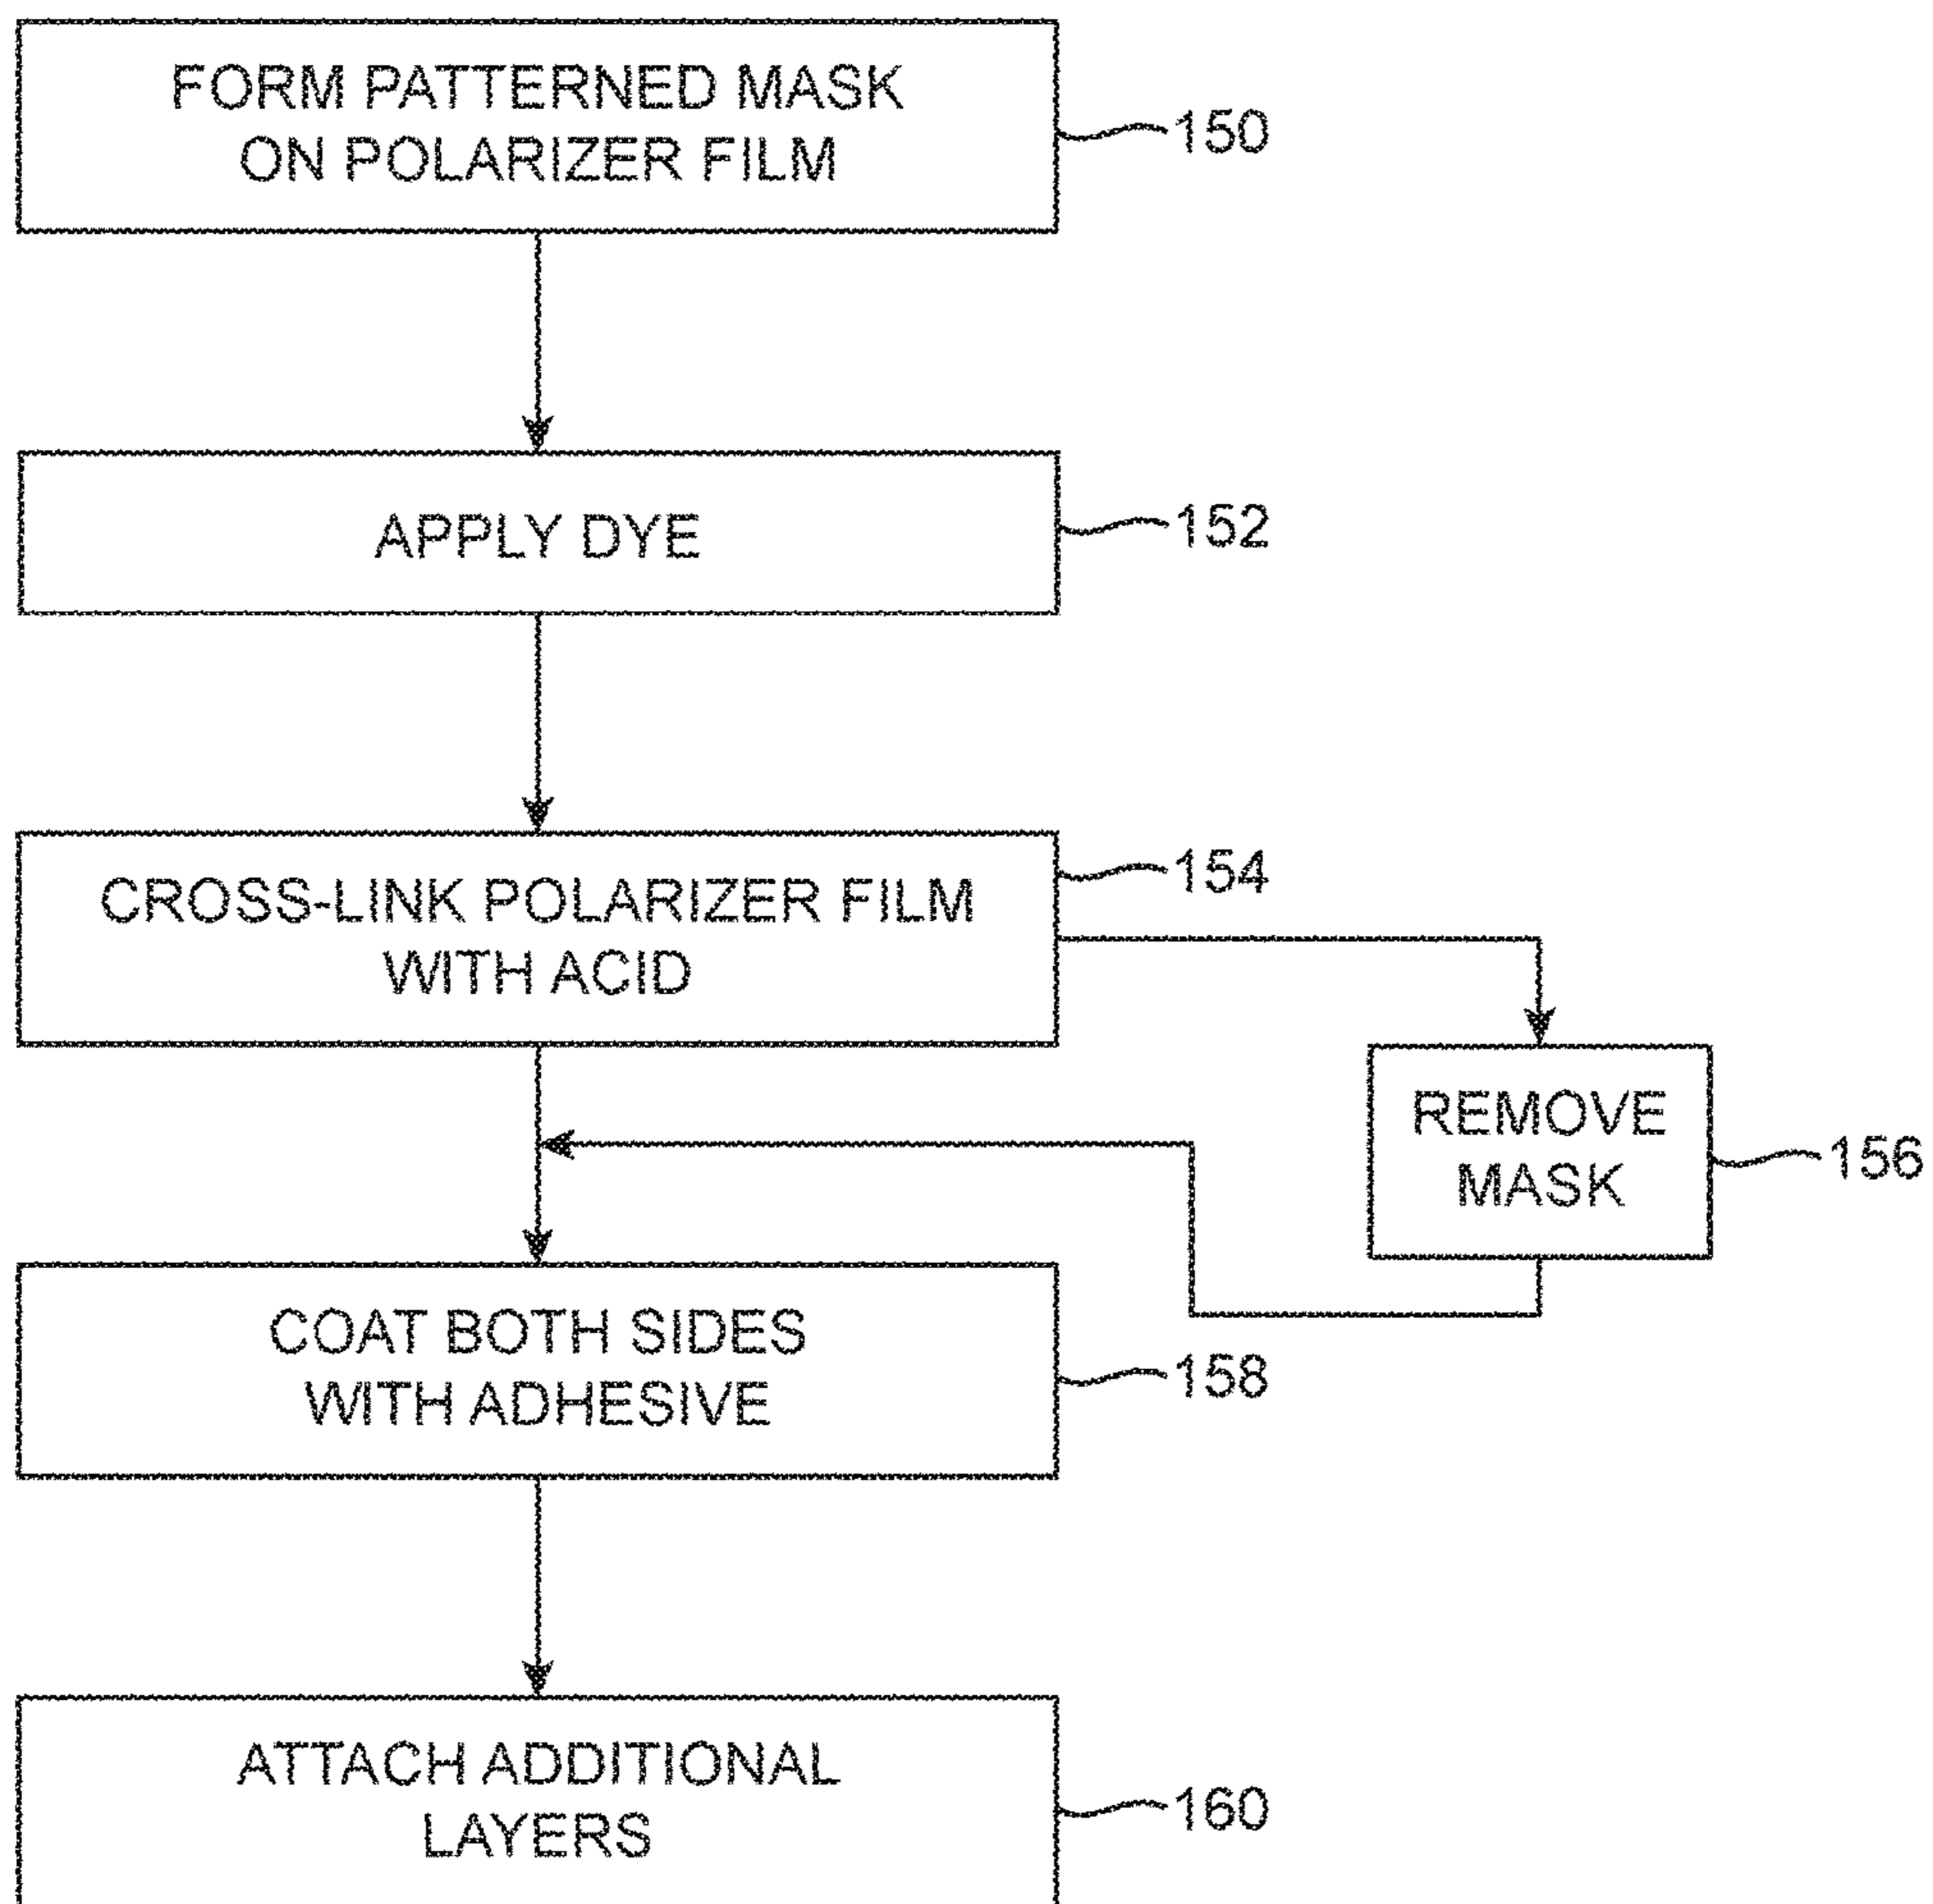 FORM PATTERNED MASK
ON POLARIZER FILM
150
APPLY DYE
152
CROSS-LINK POLARIZER FILM
WITH ACID
154
REMOVE
MASK
156
COAT BOTH SIDES
WITH ADHESIVE
158
ATTACH ADDITIONAL
LAYERS
160